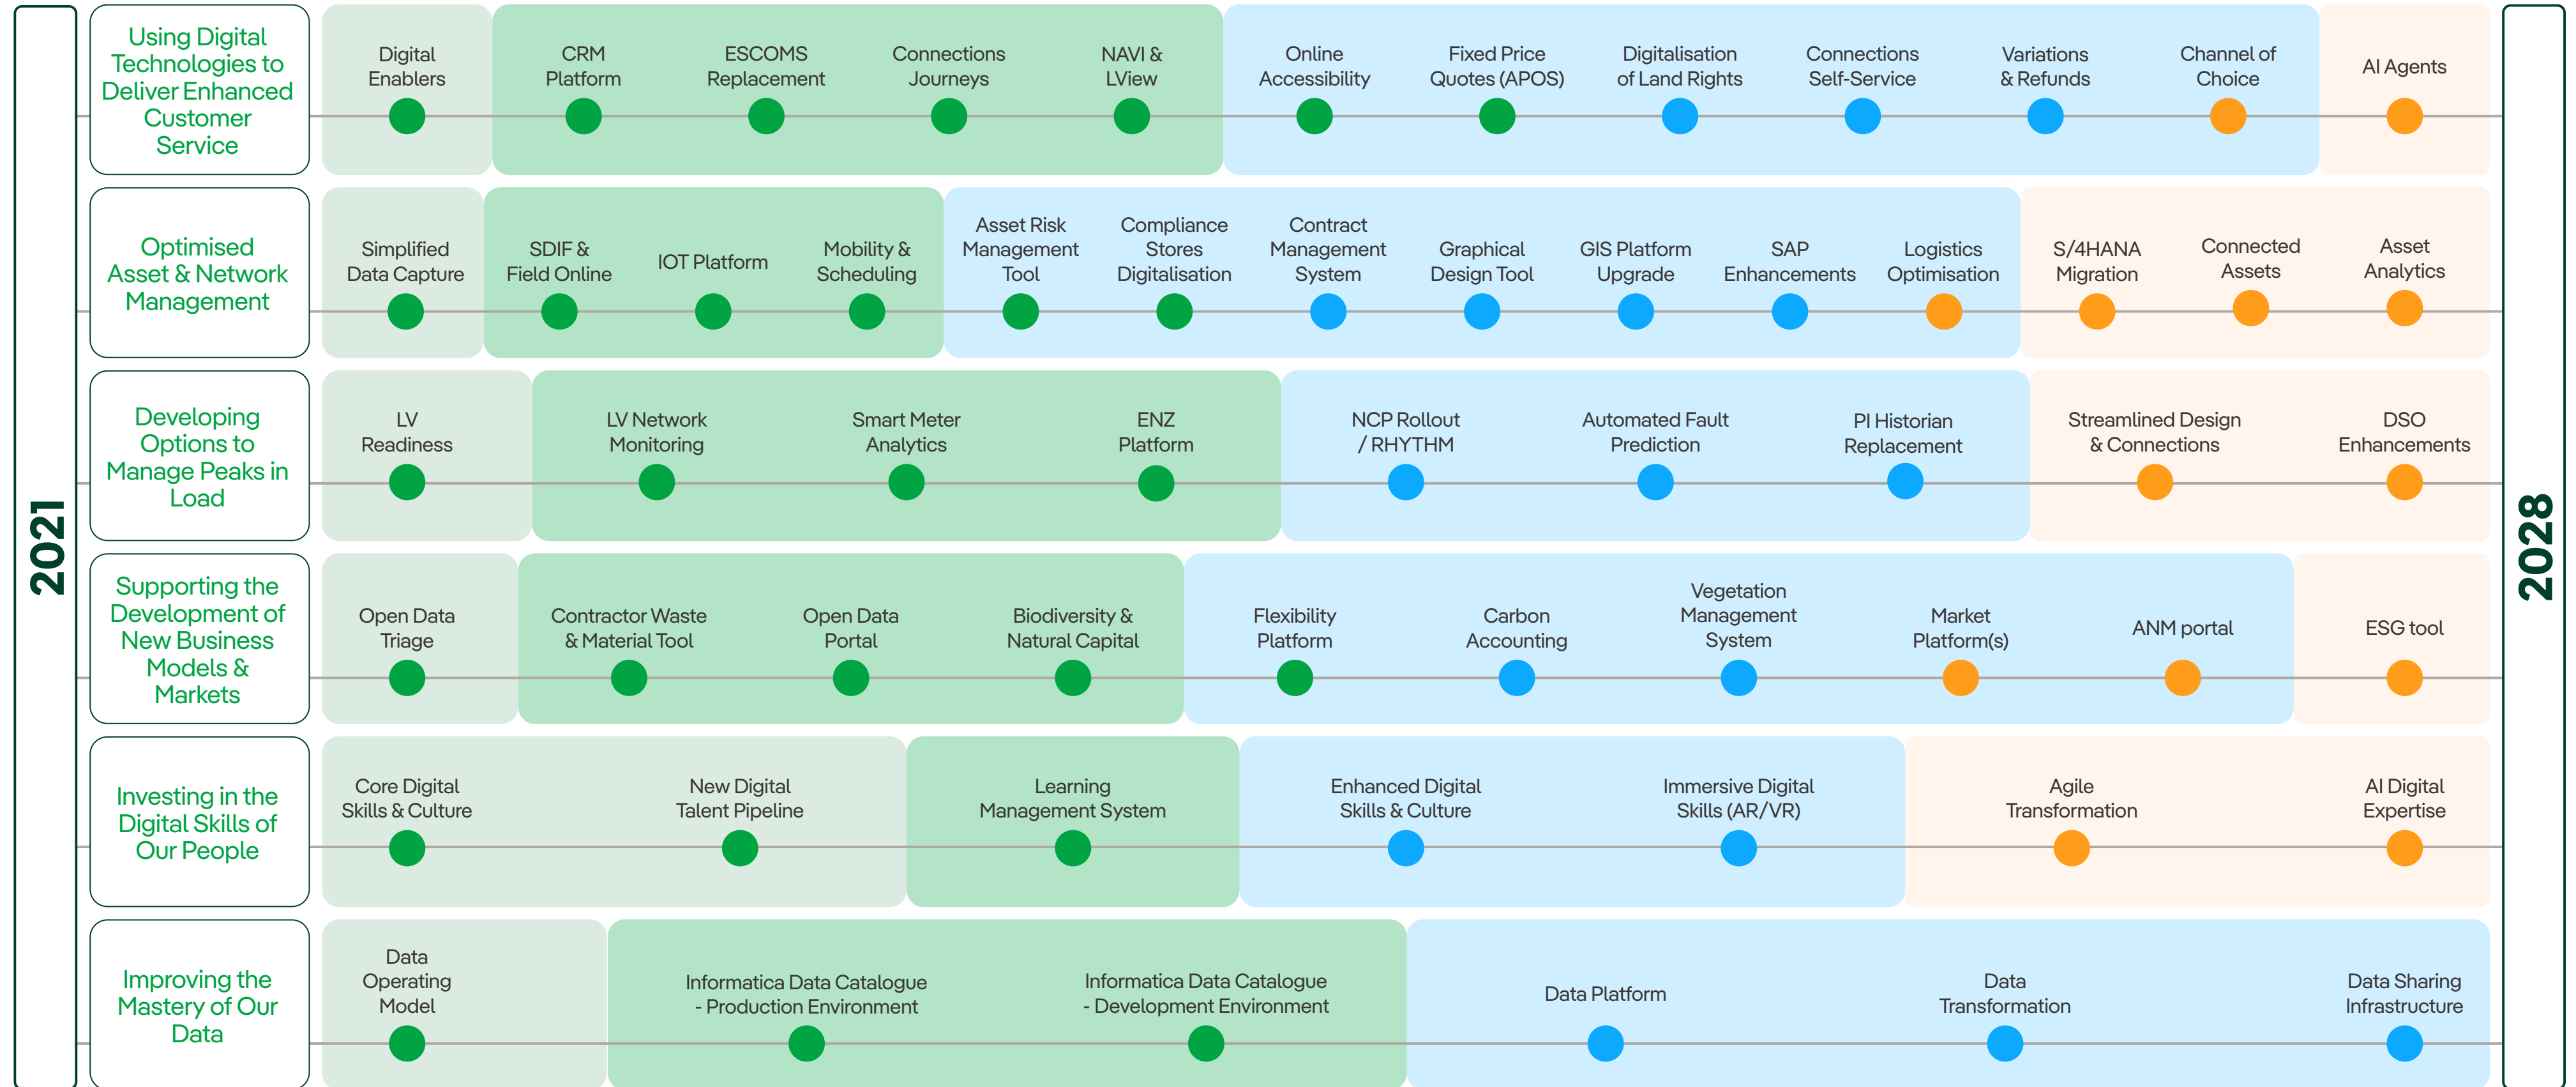 2021
Using Digital
Technologies to
Deliver Enhanced
Customer
Service
Digital
Enablers
CRM
Platform
ESCOMS
Replacement
Connections
Journeys
NAVI &
LView
Online
Accessibility
Fixed Price
Quotes (APOS)
Digitalisation
of Land Rights
Connections
Self-Service
Variations
& Refunds
Channel of
Choice
AI Agents
Optimised
Asset & Network
Management
Simplified
Data Capture
SDIF &
Field Online
IOT Platform
Mobility &
Scheduling
Asset Risk
Management
Tool
Compliance
Stores
Digitalisation
Contract
Management
System
Graphical
Design Tool
GIS Platform
Upgrade
SAP
Enhancements
Logistics
Optimisation
S/4HANA
Migration
Connected
Assets
Asset
Analytics
Developing
Options to
Manage Peaks in
Load
LV
Readiness
LV Network
Monitoring
Smart Meter
Analytics
ENZ
Platform
NCP Rollout
/ RHYTHM
Automated Fault
Prediction
PI Historian
Replacement
Streamlined Design
& Connections
DSO
Enhancements
Supporting the
Development of
New Business
Models &
Markets
Open Data
Triage
Contractor Waste
& Material Tool
Open Data
Portal
Biodiversity &
Natural Capital
Flexibility
Platform
Carbon
Accounting
Vegetation
Management
System
Market
Platform(s)
ANM portal
ESG tool
Investing in the
Digital Skills of
Our People
Core Digital
Skills & Culture
New Digital
Talent Pipeline
Learning
Management System
Enhanced Digital
Skills & Culture
Immersive Digital
Skills (AR/VR)
Agile
Transformation
AI Digital
Expertise
Improving the
Mastery of Our
Data
Data
Operating
Model
Informatica Data Catalogue
- Production Environment
Informatica Data Catalogue
- Development Environment
Data Platform
Data
Transformation
Data Sharing
Infrastructure
2028